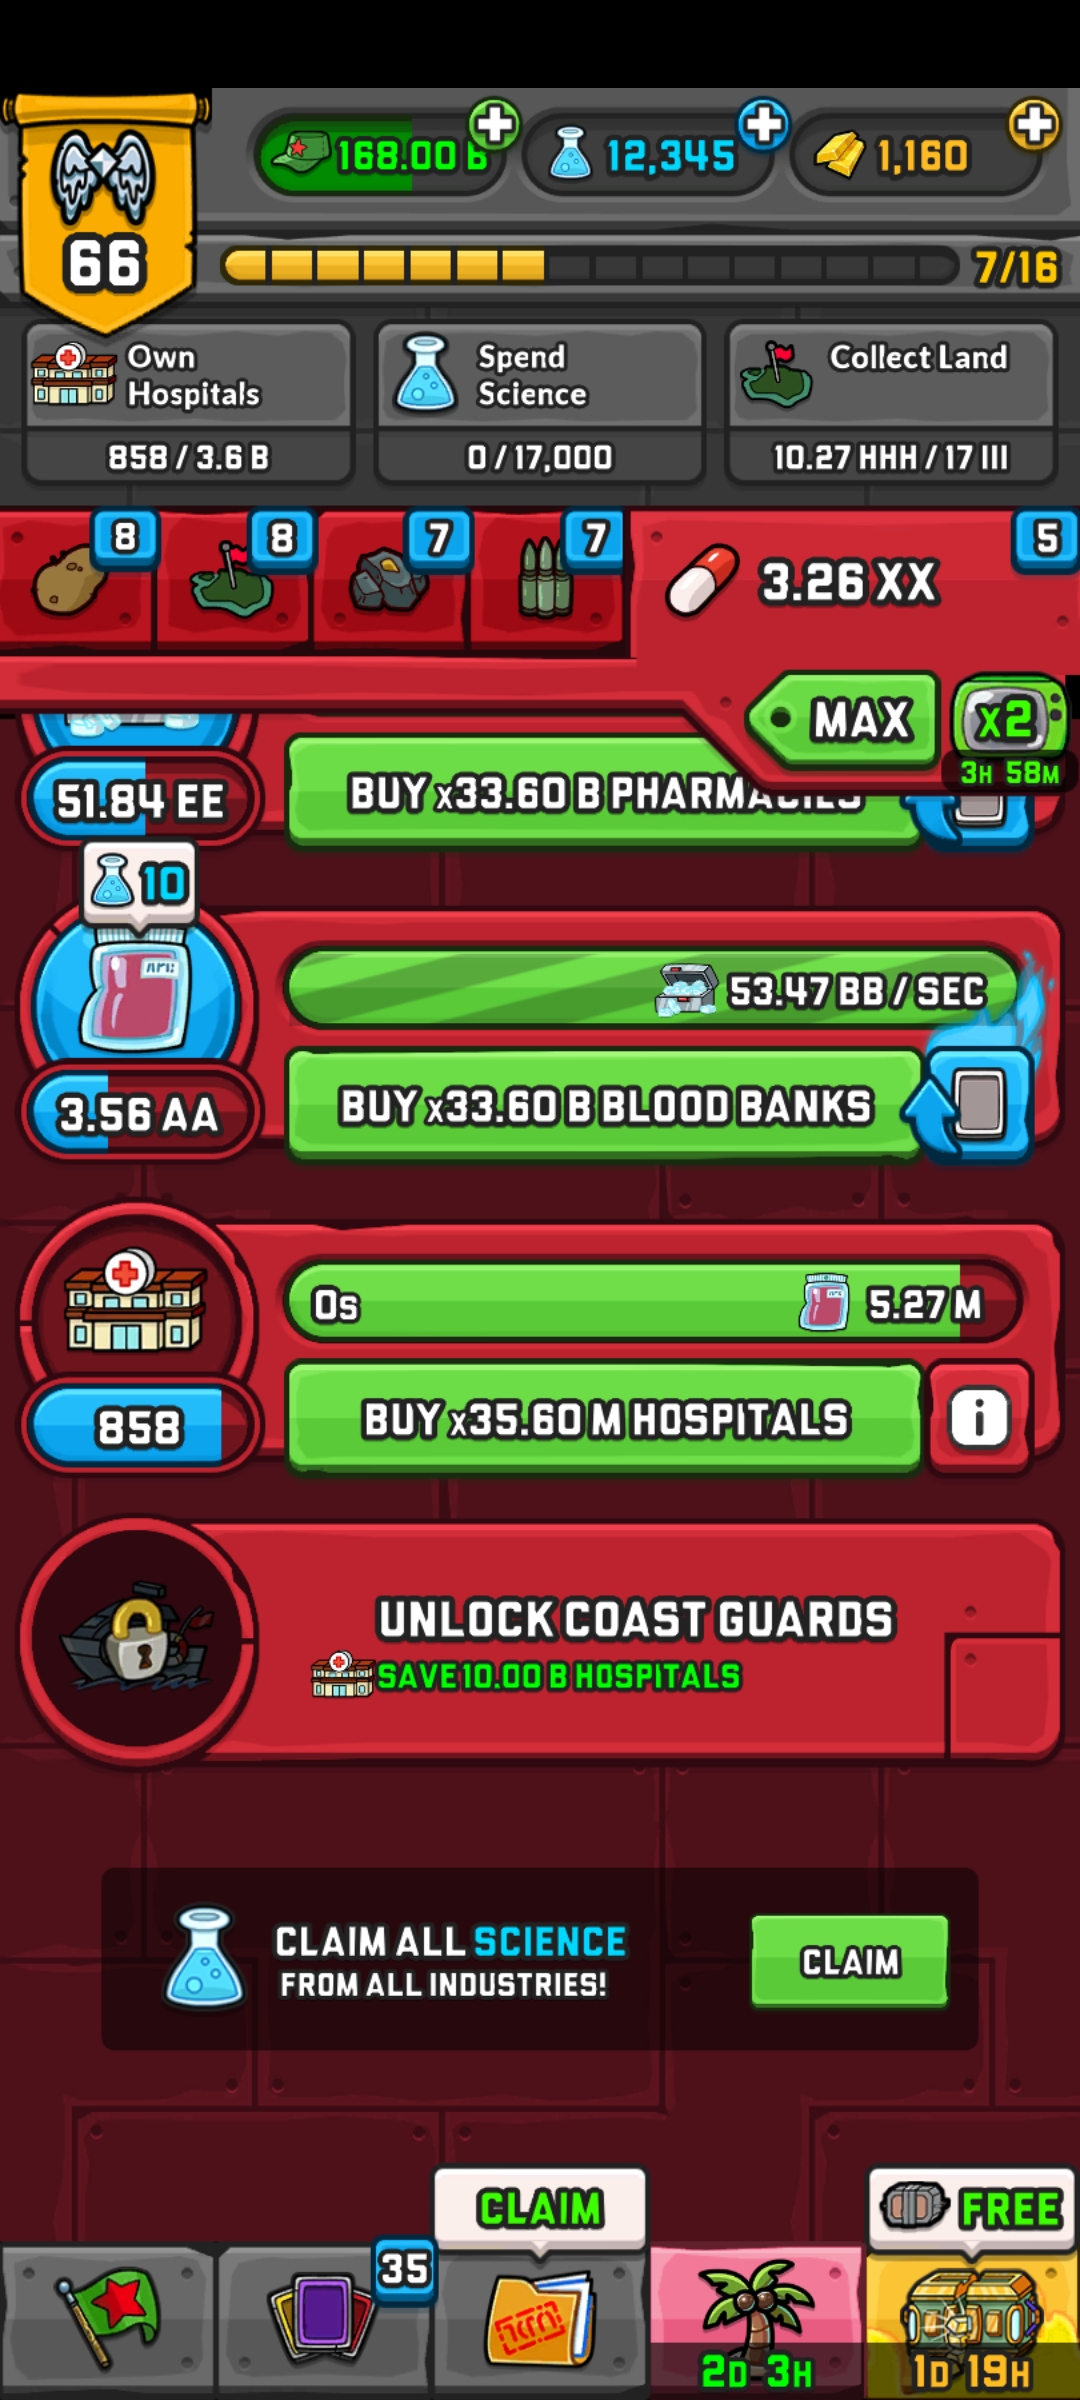 168.00 B
12,345
1,160
66
7/16
Own
Hospitals
858 / 3.6 B
Spend
Science
0 / 17,000
Collect Land
10.27 HHH / 17 III
8
8
7
7
5
3.26 XX
MAX
x2
3H 58M
51.84 EE
BUY x33.60 B PHARMACIES
10
53.47 BB / SEC
3.56 AA
BUY x33.60 B BLOOD BANKS
0s
5.27 M
858
BUY x35.60 M HOSPITALS
i
UNLOCK COAST GUARDS
SAVE 10.00 B HOSPITALS
CLAIM ALL SCIENCE
FROM ALL INDUSTRIES!
CLAIM
CLAIM
FREE
35
2D 3H
1D 19H